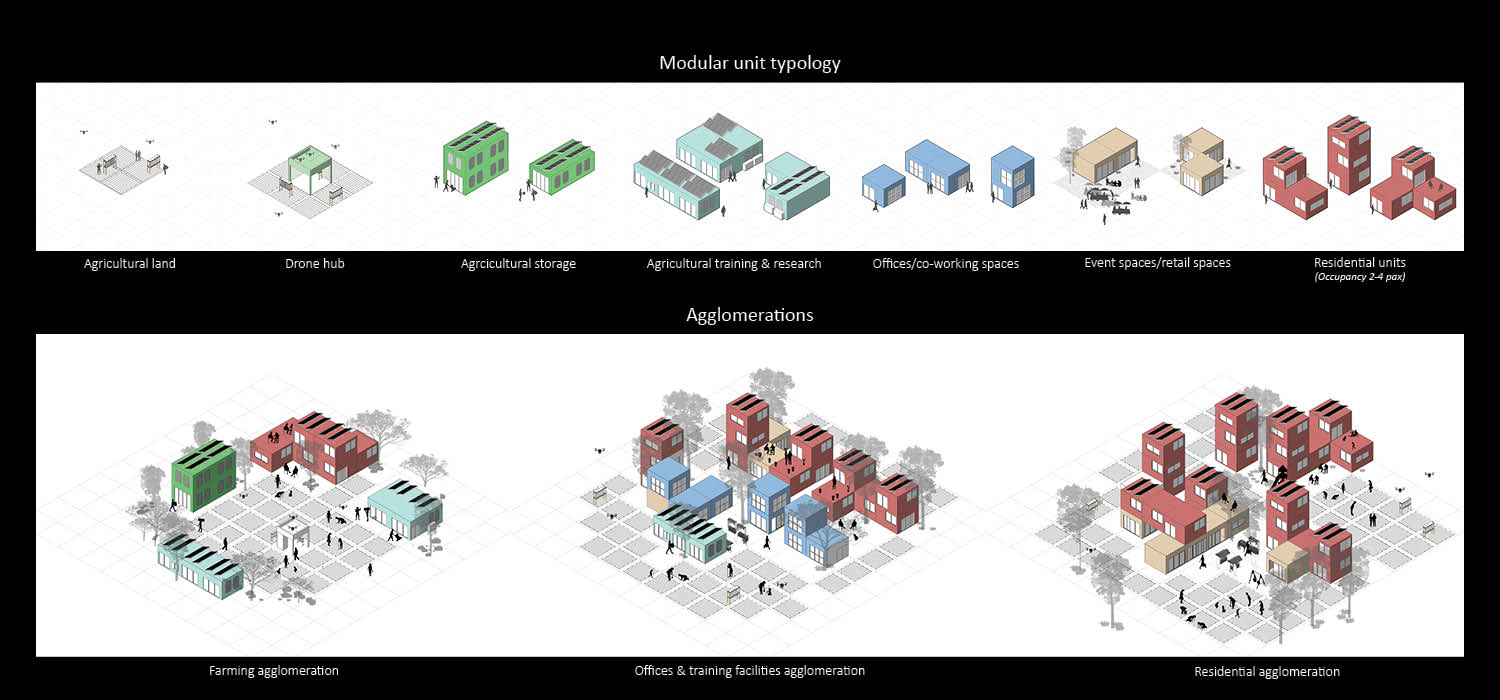 Modular unit typology
Agricultural land
Drone hub
Agrcicultural storage
Agricultural training & research
Offices/co-working spaces
Event spaces/retail spaces
Residential units
(Occupancy 2-4 pax)
Agglomerations
Farming agglomeration
Offices & training facilities agglomeration
Residential agglomeration